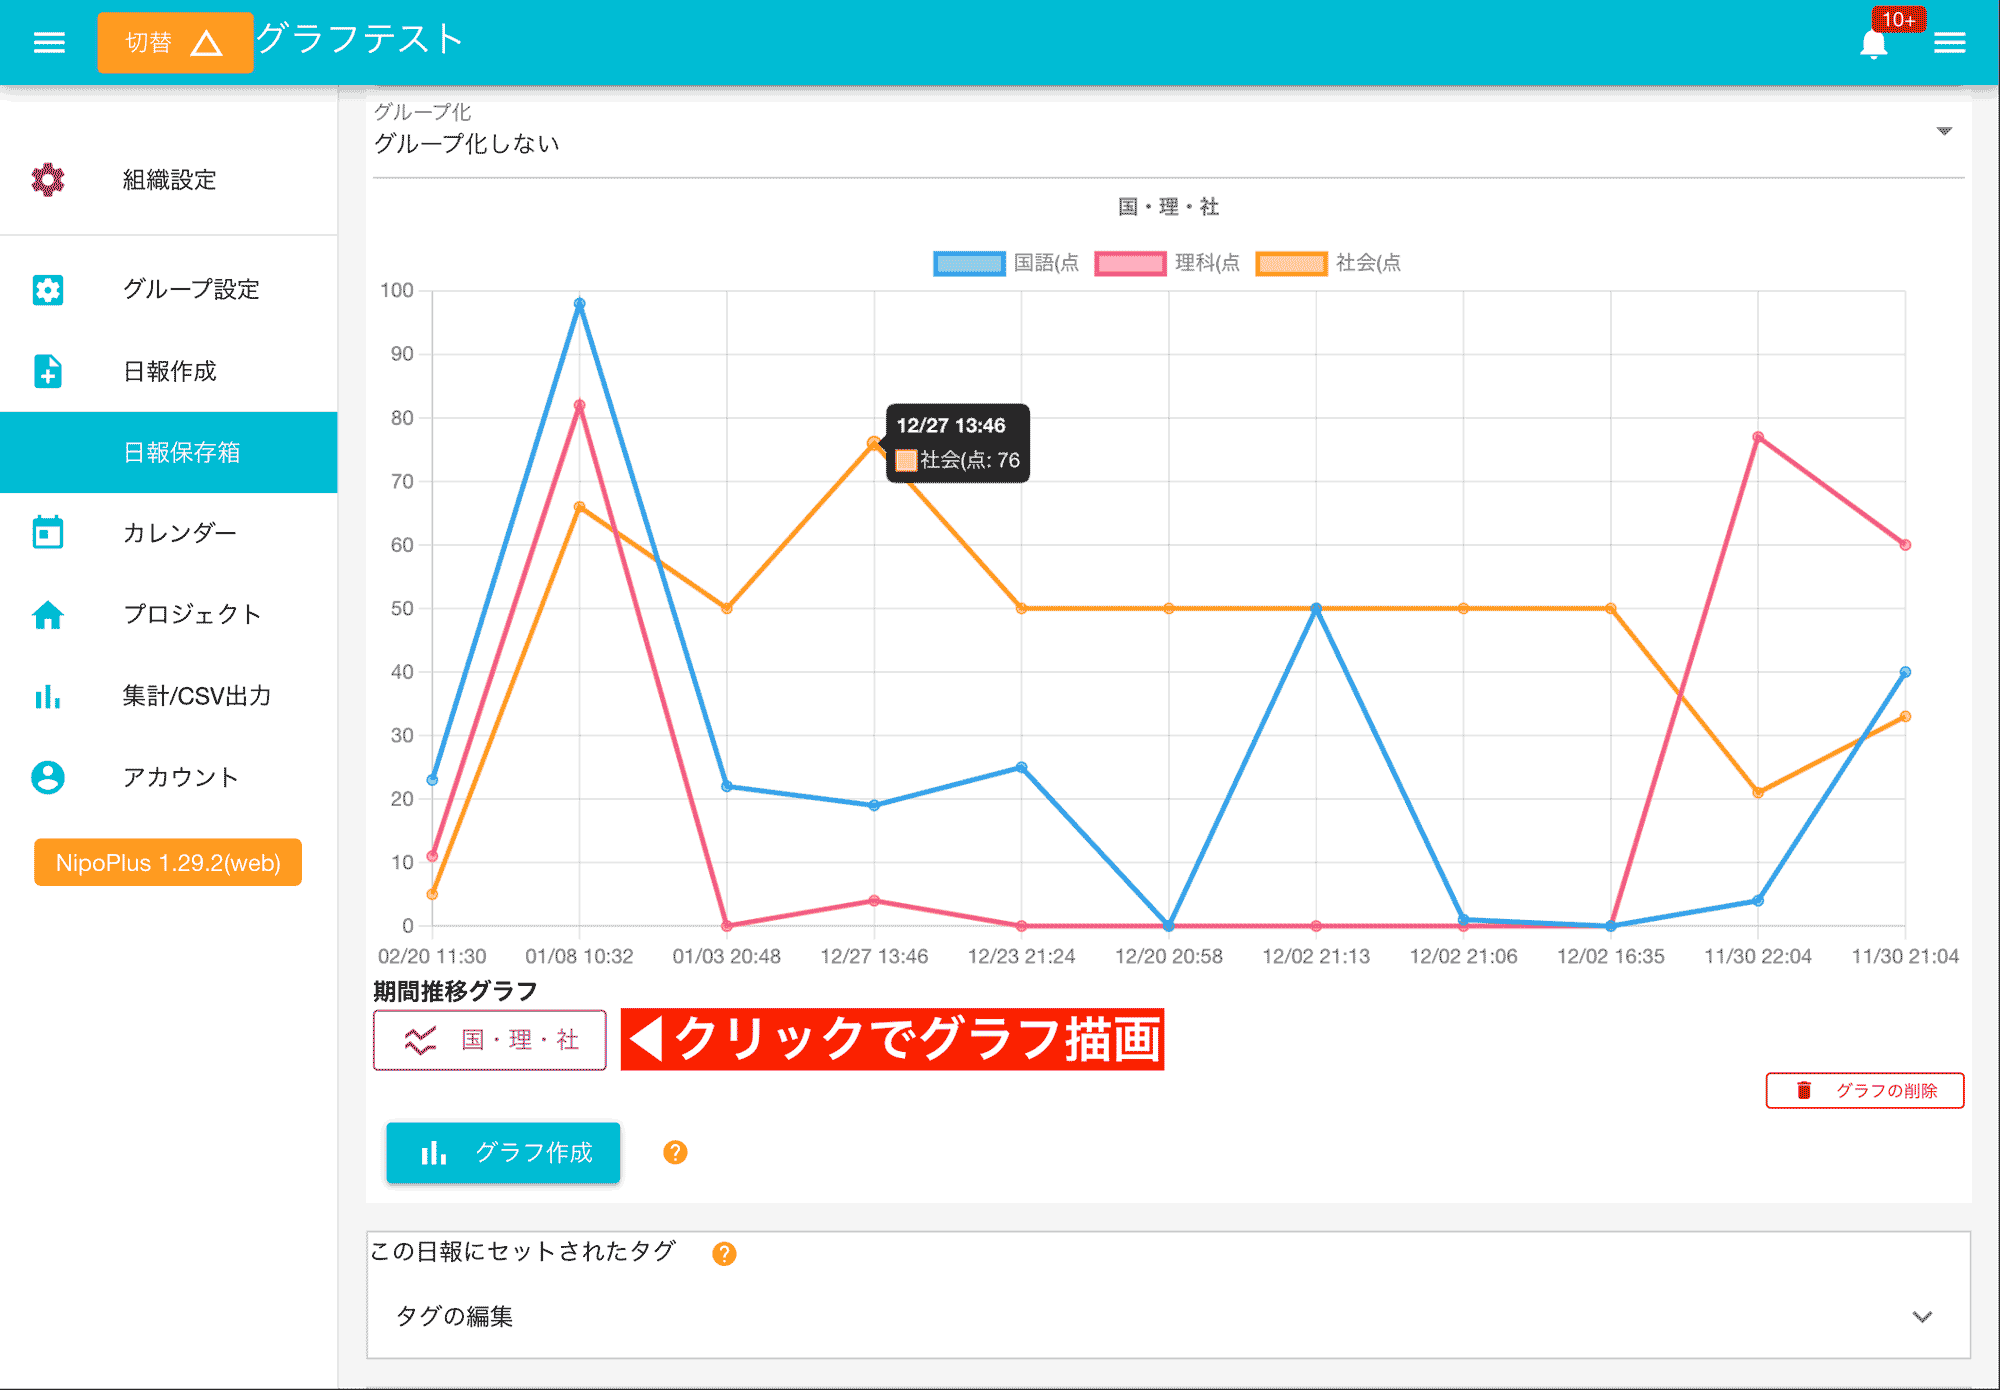 切替
グラフテスト
10+
組織設定
グループ設定
日報作成
日報保存箱
カレンダー
プロジェクト
集計/CSV出力
アカウント
NipoPlus 1.29.2(web)
グループ化
グループ化しない
国・理・社
国語(点 理科(点 社会(点
100
90
80
70
60
50
40
30
20
10
0
12/27 13:46
社会(点: 76
02/20 11:30 01/08 10:32 01/03 20:48 12/27 13:46 12/23 21:24 12/20 20:58 12/02 21:13 12/02 21:06 12/02 16:35 11/30 22:04 11/30 21:04
期間推移グラフ
国・理・社
◀クリックでグラフ描画
グラフの削除
グラフ作成
?
この日報にセットされたタグ ?
タグの編集